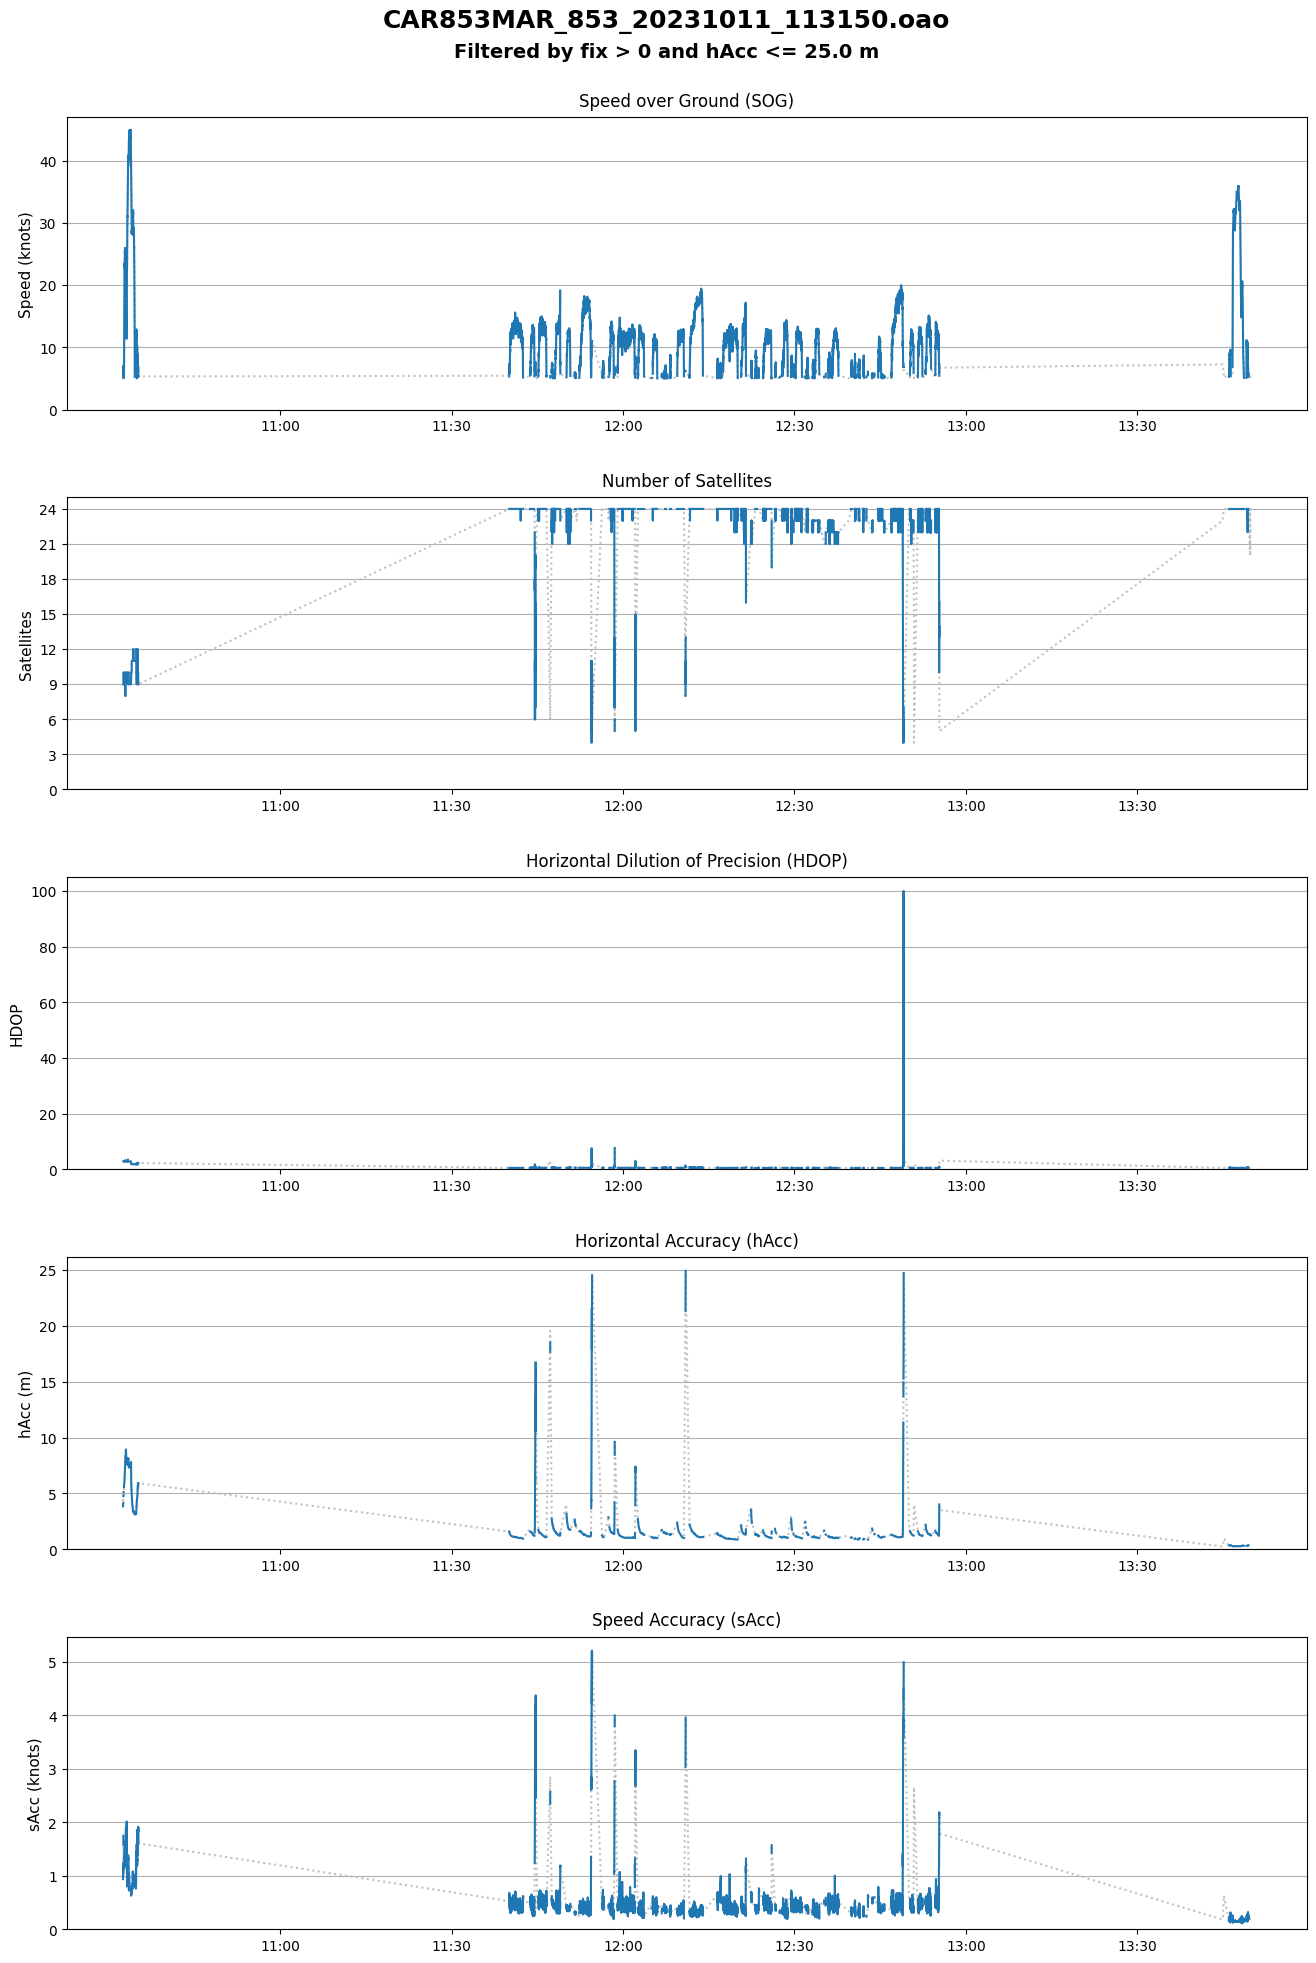 CAR853MAR_853_20231011_113150.oao
Filtered by fix > 0 and hAcc <= 25.0 m
Speed over Ground (SOG)
Speed (knots)
40
30
20
10
0
11:00 11:30 12:00 12:30 13:00 13:30
Number of Satellites
Satellites
24
21
18
15
12
9
6
3
0
11:00 11:30 12:00 12:30 13:00 13:30
Horizontal Dilution of Precision (HDOP)
HDOP
100
80
60
40
20
0
11:00 11:30 12:00 12:30 13:00 13:30
Horizontal Accuracy (hAcc)
hAcc (m)
25
20
15
10
5
0
11:00 11:30 12:00 12:30 13:00 13:30
Speed Accuracy (sAcc)
sAcc (knots)
5
4
3
2
1
0
11:00 11:30 12:00 12:30 13:00 13:30